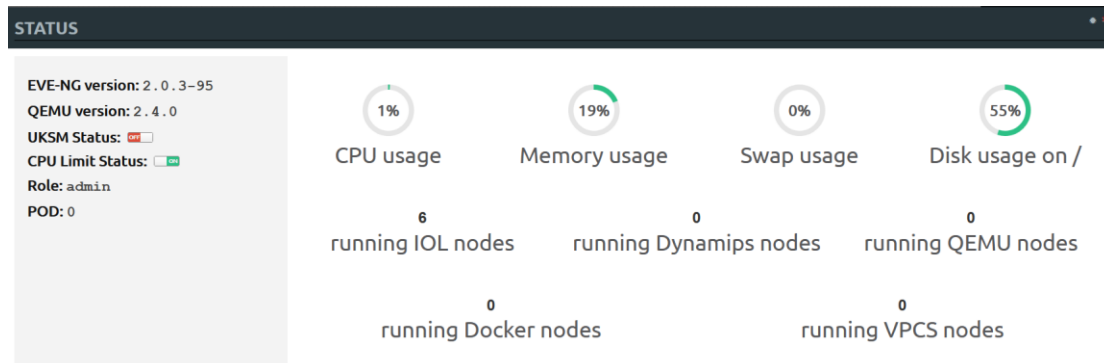 STATUS
EVE-NG version: 2.0.3-95
QEMU version: 2.4.0
UKSM Status: OFF
CPU Limit Status: ON
Role: admin
POD: 0
1%
CPU usage
19%
Memory usage
0%
Swap usage
55%
Disk usage on /
6
running IOL nodes
0
running Dynamips nodes
0
running QEMU nodes
0
running Docker nodes
0
running VPCS nodes